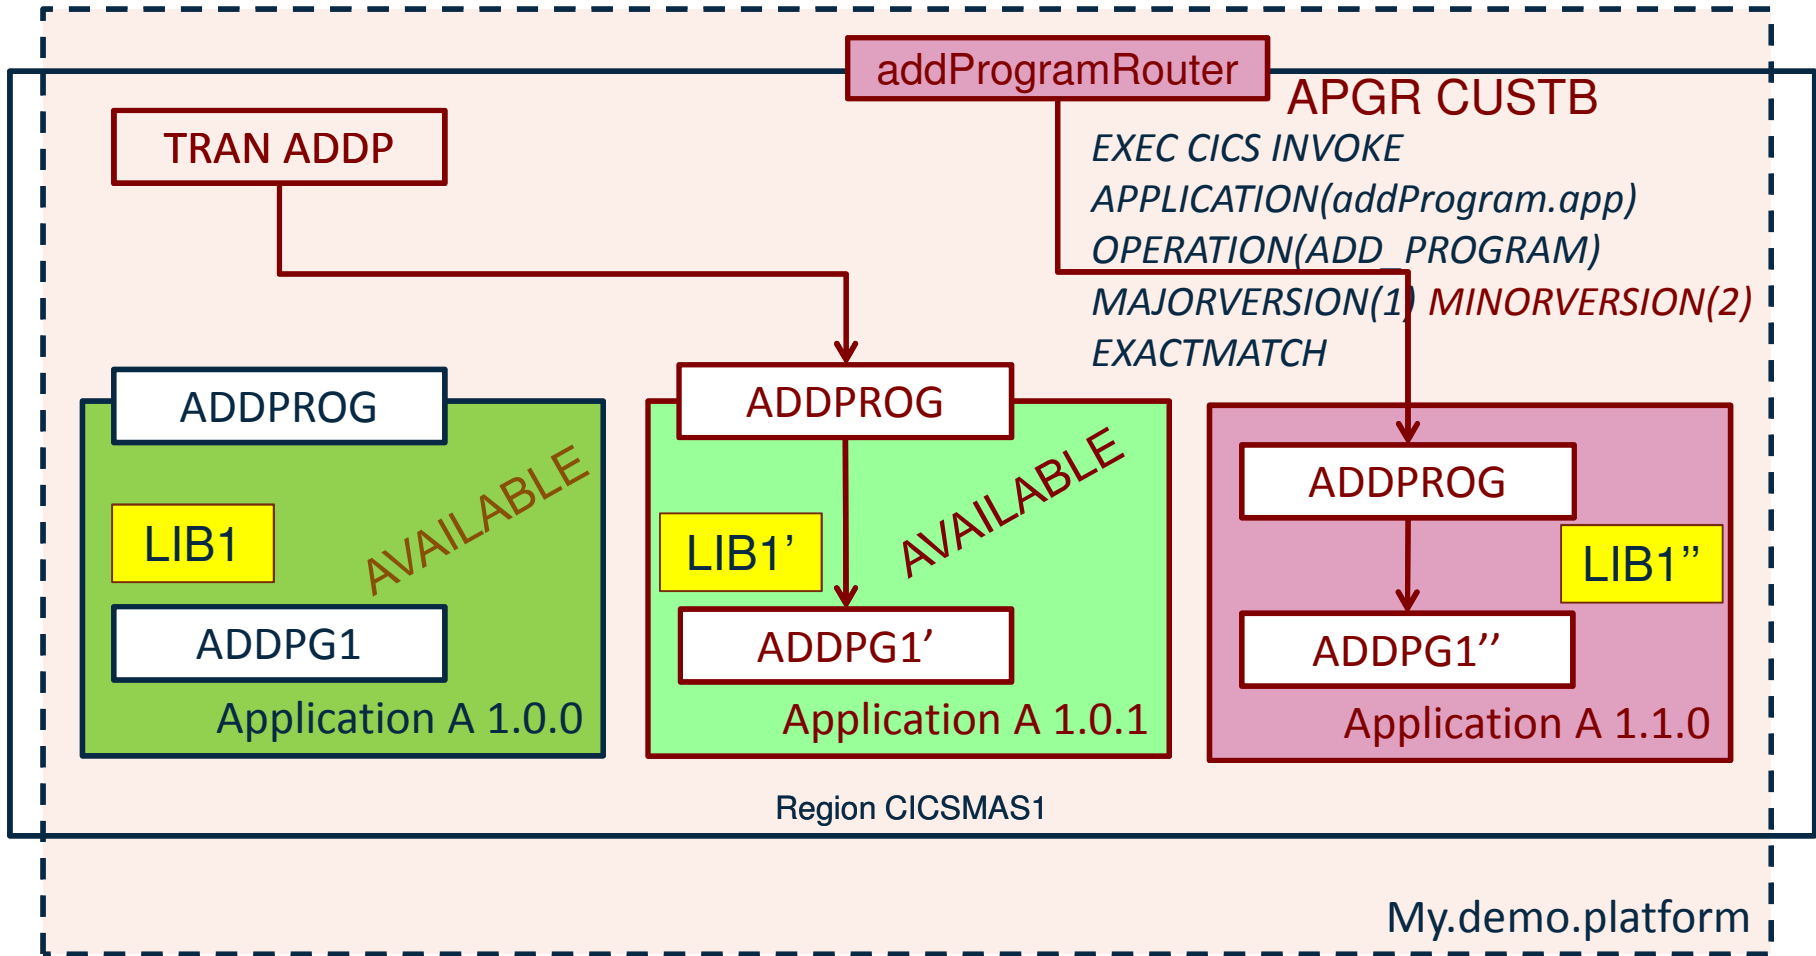 addProgramRouter
APGR CUSTB
TRAN ADDP
EXEC CICS INVOKE
APPLICATION(addProgram.app)
OPERATION(ADD_PROGRAM)
MAJORVERSION(1) MINORVERSION(2)
EXACTMATCH
ADDPROG
AVAILABLE
LIB1
ADDPG1
Application A 1.0.0
ADDPROG
AVAILABLE
LIB1’
ADDPG1’
Application A 1.0.1
ADDPROG
LIB1”
ADDPG1’’
Application A 1.1.0
Region CICSMAS1
My.demo.platform